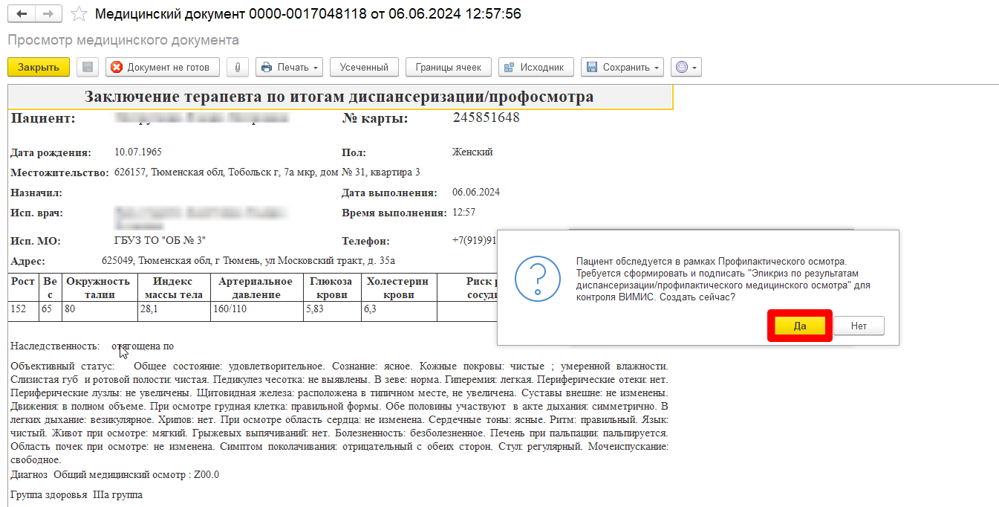 Медицинский документ 0000-0017048118 от 06.06.2024 12:57:56
Просмотр медицинского документа
Закрыть Документ не готов Печать Усеченный Границы ячеек Исходник Сохранить
Заключение терапевта по итогам диспансеризации/профосмотра
Пациент: № карты: 245851648
Дата рождения: 10.07.1965 Пол: Женский
Местожительство: 626157, Тюменская обл, Тобольск г, 7а мкр, дом № 31, квартира 3
Назначил: Дата выполнения: 06.06.2024
Исп. врач: Время выполнения: 12:57
Исп. МО: ГБУЗ ТО "ОБ № 3" Телефон: +7(919)91
Адрес: 625049, Тюменская обл, г Тюмень, ул Московский тракт, д. 35а
Рост Ве Окружность Индекс Артериальное Глюкоза Холестерин Риск
с талии массы тела давление крови крови
152 65 80 28,1 160/110 5,83 6,3
Пациент обследуется в рамках Профилактического осмотра.
Требуется сформировать и подписать "Эпикриз по результатам
диспансеризации/профилактического медицинского осмотра" для
контроля ВИМИС. Создать сейчас?
Да Нет
Наследственность: отягощена по
Объективный статус: Общее состояние: удовлетворительное. Сознание: ясное. Кожные покровы: чистые ; умеренной влажности.
Слизистая губ и ротовой полости: чистая. Педикулез чесотка: не выявлены. В зеве: норма. Гиперемия: легкая. Периферические отеки: нет.
Периферические лузлы: не увеличены. Щитовидная железа: расположена в типичном месте, не увеличена. Суставы внешне: не изменены.
Движения: в полном объеме. При осмотре грудная клетка: правильной формы. Обе половины участвуют в акте дыхания: симметрично. В
легких дыхание: везикулярное. Хрипов: нет. При осмотре область сердца: не изменена. Сердечные тоны: ясные. Ритм: правильный. Язык:
чистый. Живот при осмотре: мягкий. Грыжевых выпячиваний: нет. Болезненность: безболезненное. Печень при пальпации: пальпируется.
Область почек при осмотре: не изменена. Симптом поколачивания: отрицательный с обеих сторон. Стул: регулярный. Мочеиспускание:
свободное.
Диагноз Общий медицинский осмотр : Z00.0
Группа здоровья IIIа группа